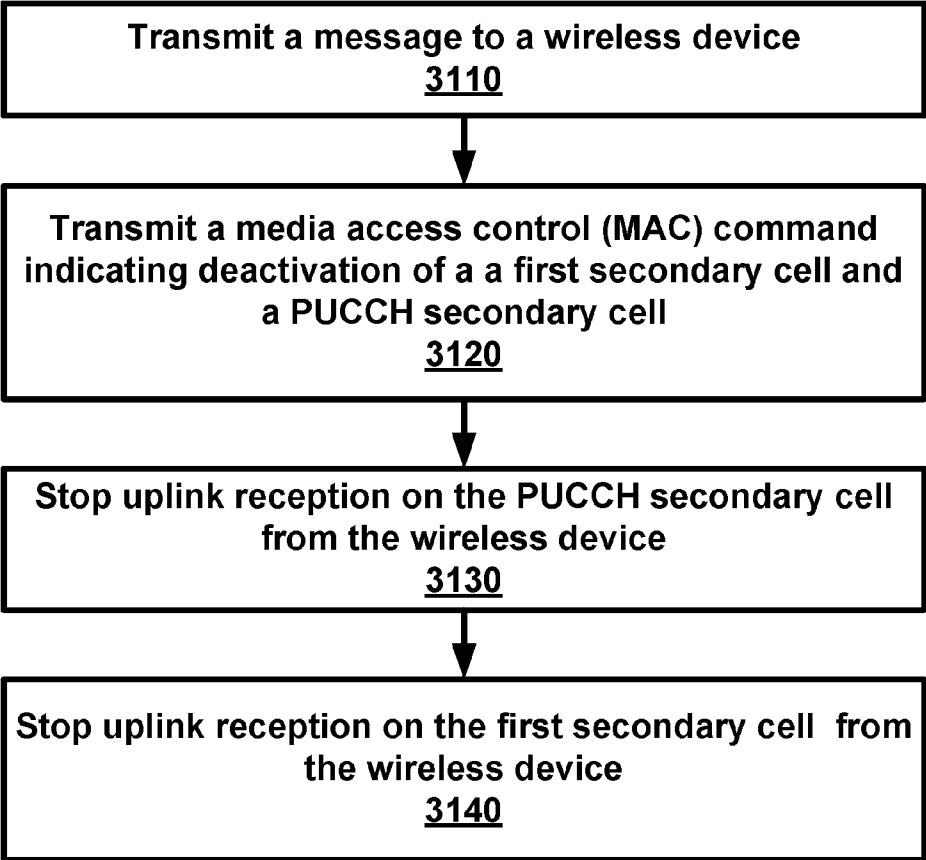 Transmit a message to a wireless device
3110
Transmit a media access control (MAC) command
indicating deactivation of a a first secondary cell and
a PUCCH secondary cell
3120
Stop uplink reception on the PUCCH secondary cell
from the wireless device
3130
Stop uplink reception on the first secondary cell  from
the wireless device
3140